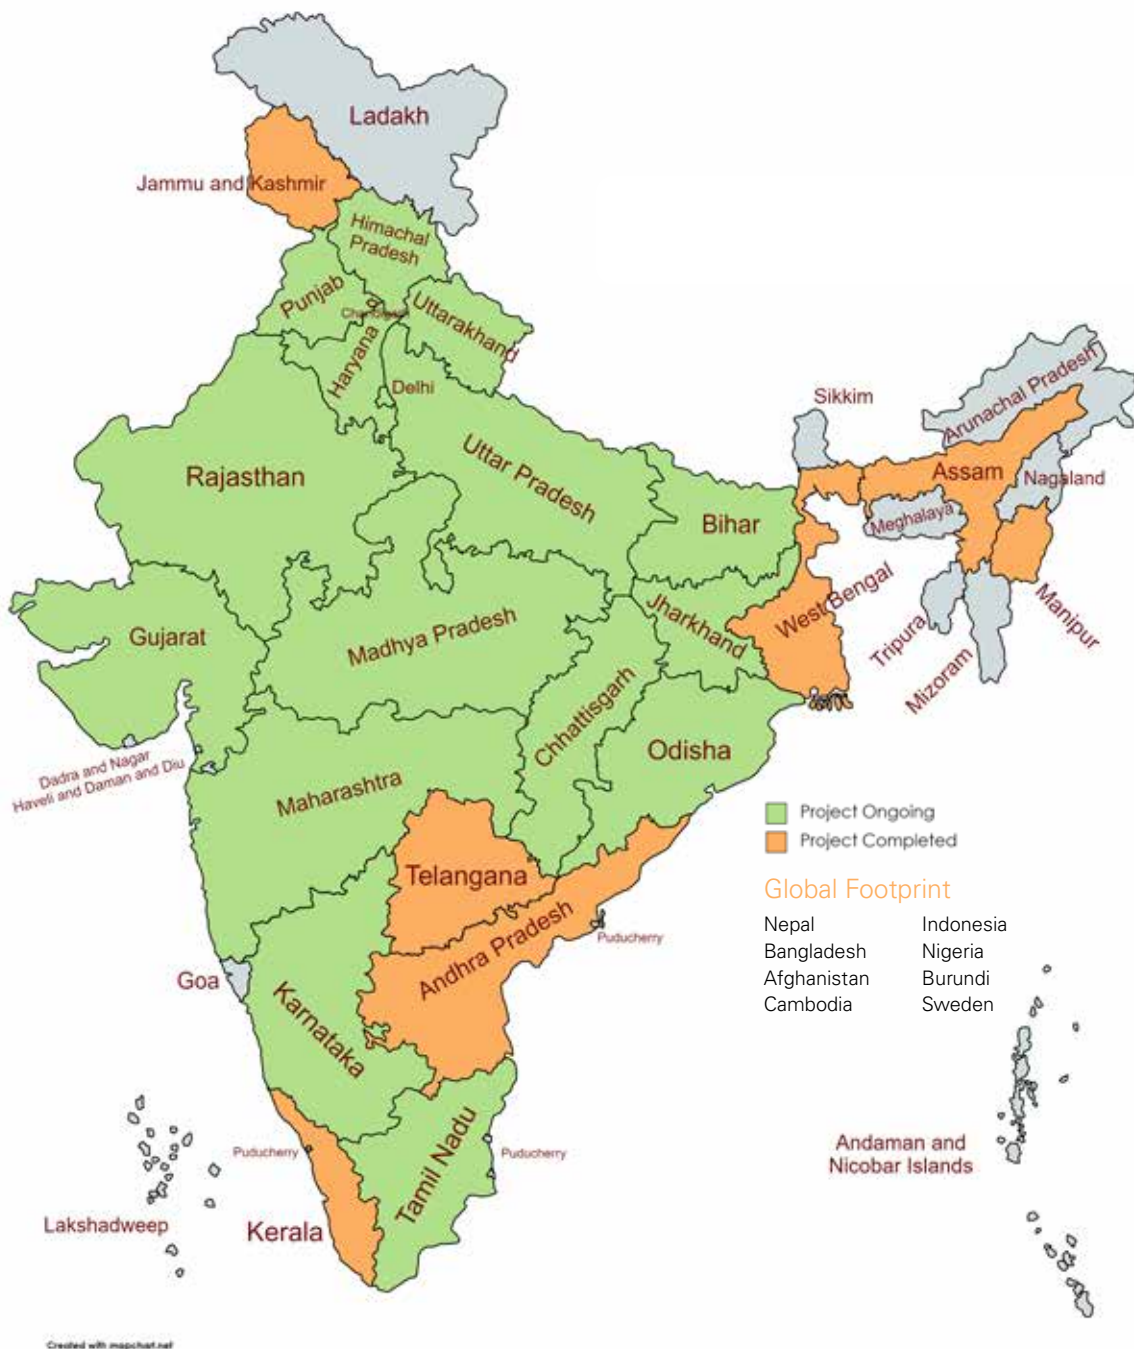 Ladakh
Jammu and Kashmir
Himachal
Pradesh
Punjab
Chandigarh
Uttarakhand
Haryana
Delhi
Sikkim
Arunachal Pradesh
Assam
Nagaland
Meghalaya
Rajasthan
Uttar Pradesh
Bihar
West Bengal
Manipur
Tripura
Mizoram
Gujarat
Madhya Pradesh
Jharkhand
Chhattisgarh
Odisha
Dadra and Nagar
Haveli and Daman and Diu
Maharashtra
Project Ongoing
Project Completed
Telangana
Global Footprint
Nepal Indonesia
Bangladesh Nigeria
Afghanistan Burundi
Cambodia Sweden
Andhra Pradesh
Puducherry
Goa
Karnataka
Puducherry
Tamil Nadu
Puducherry
Andaman and
Nicobar Islands
Lakshadweep
Kerala
Created with mapchart.net